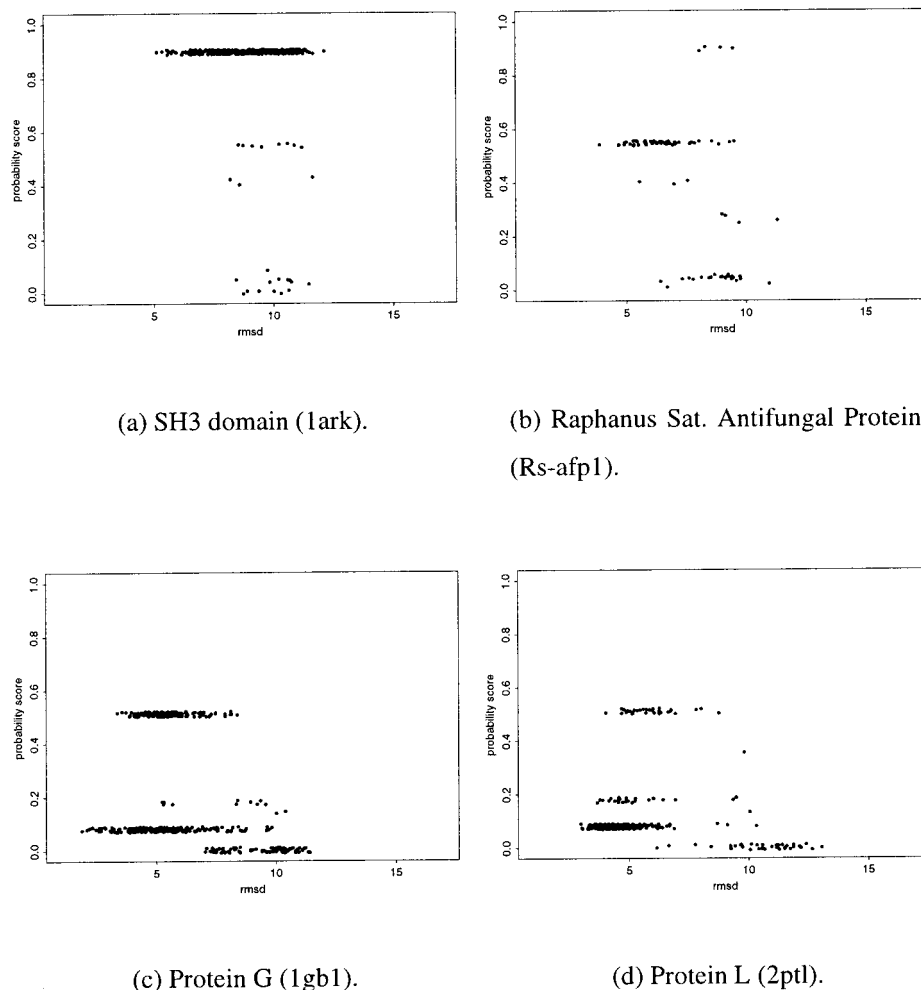 1.0
0.8
0.6
0.4
0.2
0.0
probability score
5
10
15
rmsd
(a) SH3 domain (1ark).
1.0
0.8
0.6
0.4
0.2
0.0
probability score
5
10
15
rmsd
(b) Raphanus Sat. Antifungal Protein
(Rs-afp1).
1.0
0.8
0.6
0.4
0.2
0.0
probability score
5
10
15
rmsd
(c) Protein G (1gb1).
1.0
0.8
0.6
0.4
0.2
0.0
probability score
5
10
15
rmsd
(d) Protein L (2ptl).